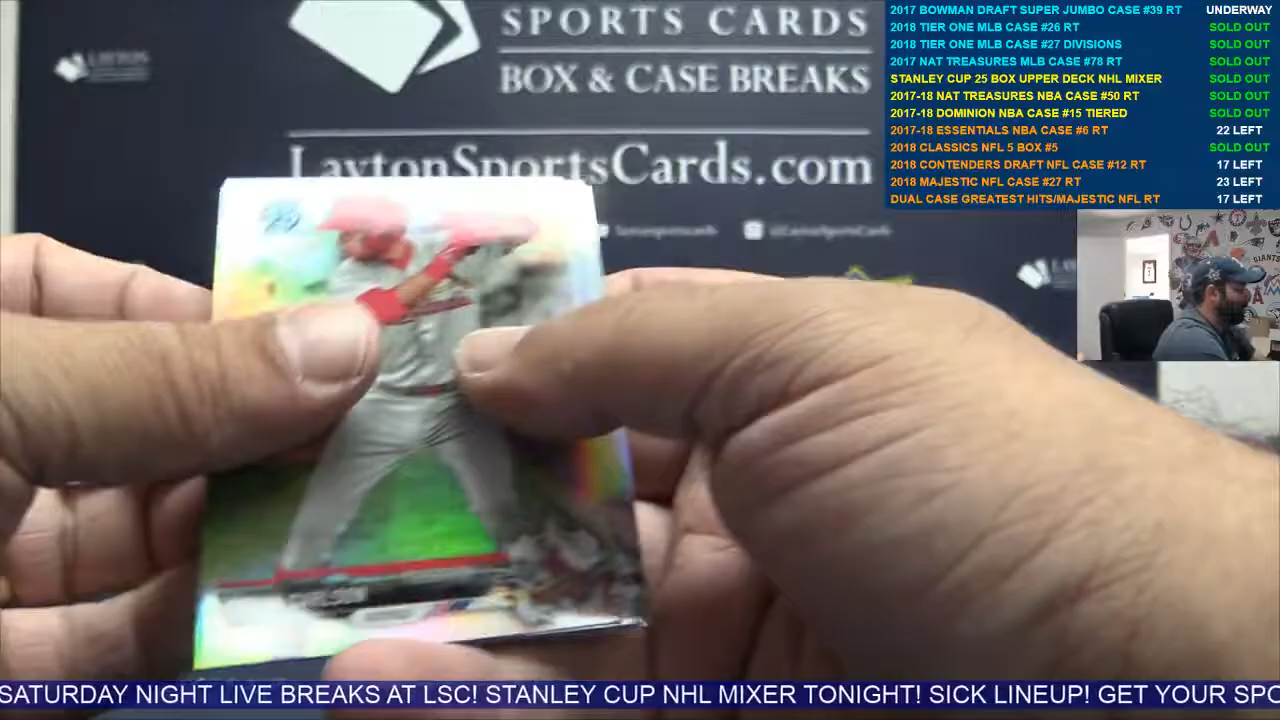 SPORTS CARDS
BOX & CASE BREAKS
LaytonSportsCards.com
LAYTON
2017 BOWMAN DRAFT SUPER JUMBO CASE #39 RT UNDERWAY
2018 TIER ONE MLB CASE #26 RT SOLD OUT
2018 TIER ONE MLB CASE #27 DIVISIONS SOLD OUT
2017 NAT TREASURES MLB CASE #78 RT SOLD OUT
STANLEY CUP 25 BOX UPPER DECK NHL MIXER SOLD OUT
2017-18 NAT TREASURES NBA CASE #50 RT SOLD OUT
2017-18 DOMINION NBA CASE #15 TIERED SOLD OUT
2017-18 ESSENTIALS NBA CASE #6 RT 22 LEFT
2018 CLASSICS NFL 5 BOX #5 SOLD OUT
2018 CONTENDERS DRAFT NFL CASE #12 RT 17 LEFT
2018 MAJESTIC NFL CASE #27 RT 23 LEFT
DUAL CASE GREATEST HITS/MAJESTIC NFL RT 17 LEFT
laytonsportscards @LaytonSportsCards
GIANTS
LAYTON
SATURDAY NIGHT LIVE BREAKS AT LSC! STANLEY CUP NHL MIXER TONIGHT! SICK LINEUP! GET YOUR SPO